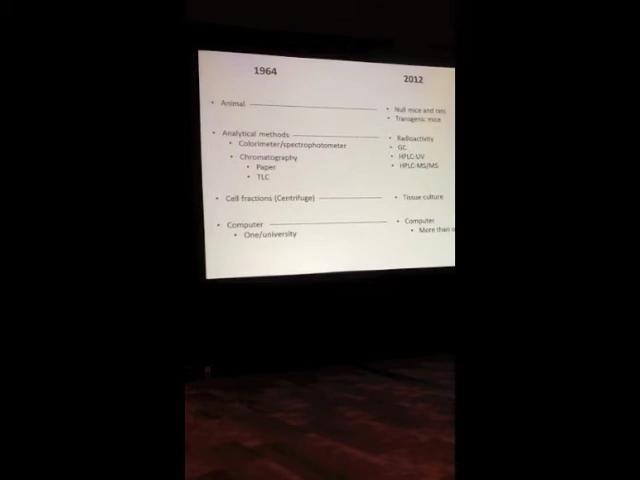 1964
2012
• Animal
• Null mice and rats
• Transgenic mice
• Analytical methods
• Colorimeter/spectrophotometer
• Chromatography
• Paper
• TLC
• Radioactivity
• GC
• HPLC-UV
• HPLC-MS/MS
• Cell fractions (Centrifuge)
• Tissue culture
• Computer
• One/university
• Computer
• More than